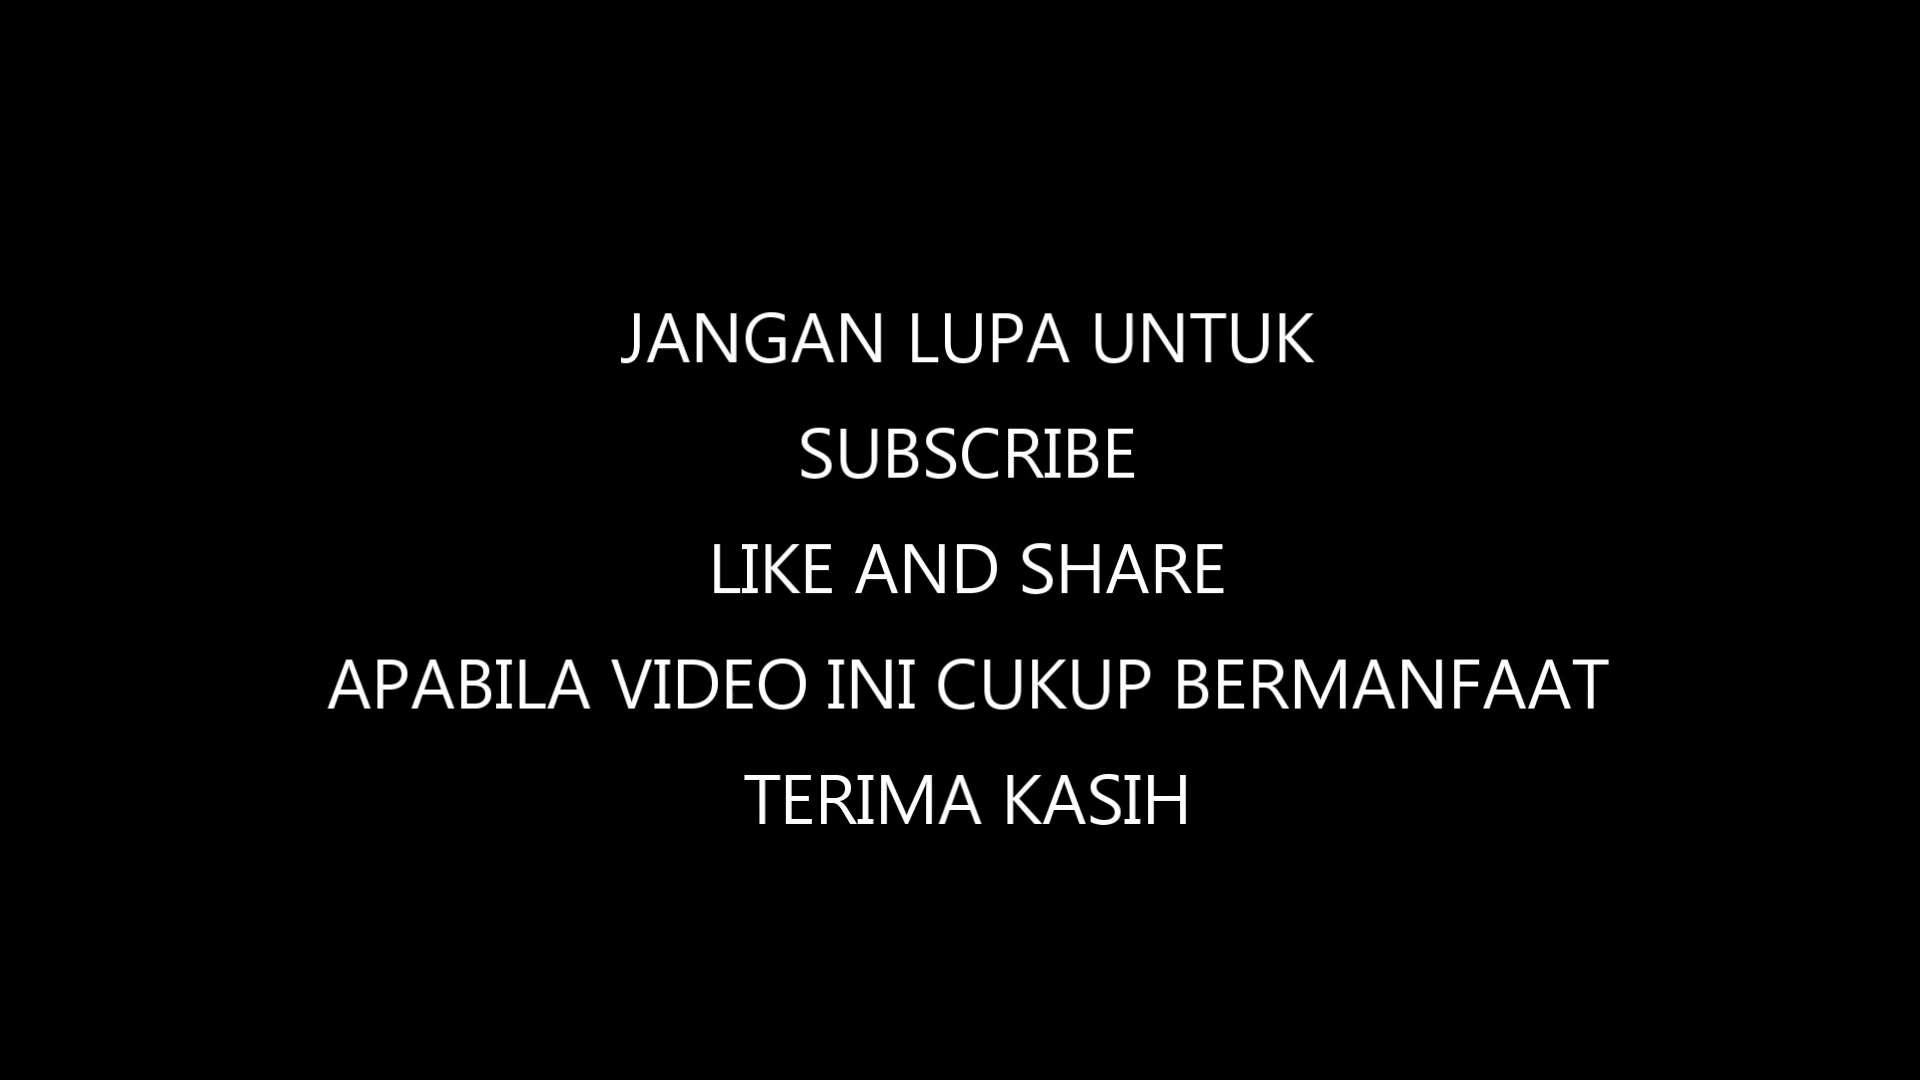 JANGAN LUPA UNTUK
SUBSCRIBE
LIKE AND SHARE
APABILA VIDEO INI CUKUP BERMANFAAT
TERIMA KASIH